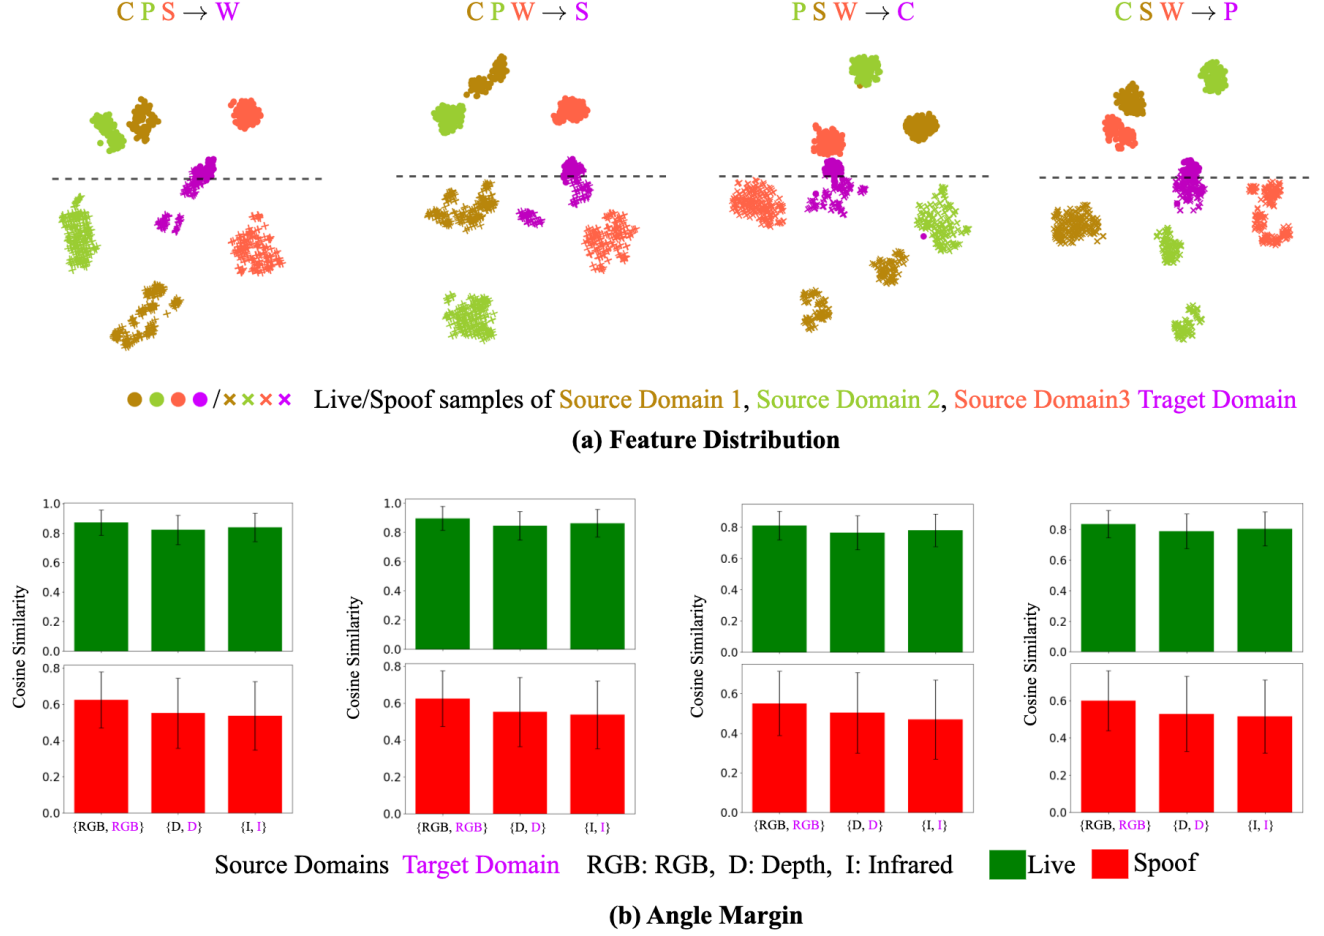 C P S → W
C P W → S
P S W → C
C S W → P
/ Live/Spoof samples of Source Domain 1, Source Domain 2, Source Domain3 Traget Domain
(a) Feature Distribution
Cosine Similarity
1.0
0.8
0.6
0.4
0.2
0.0
0.8
0.6
0.4
0.2
0.0
{RGB, RGB} {D, D} {I, I}
Cosine Similarity
1.0
0.8
0.6
0.4
0.2
0.0
0.8
0.6
0.4
0.2
0.0
{RGB, RGB} {D, D} {I, I}
Cosine Similarity
0.8
0.6
0.4
0.2
0.0
0.6
0.4
0.2
0.0
{RGB, RGB} {D, D} {I, I}
Cosine Similarity
0.8
0.6
0.4
0.2
0.0
0.6
0.4
0.2
0.0
{RGB, RGB} {D, D} {I, I}
Source Domains Target Domain RGB: RGB, D: Depth, I: Infrared Live Spoof
(b) Angle Margin